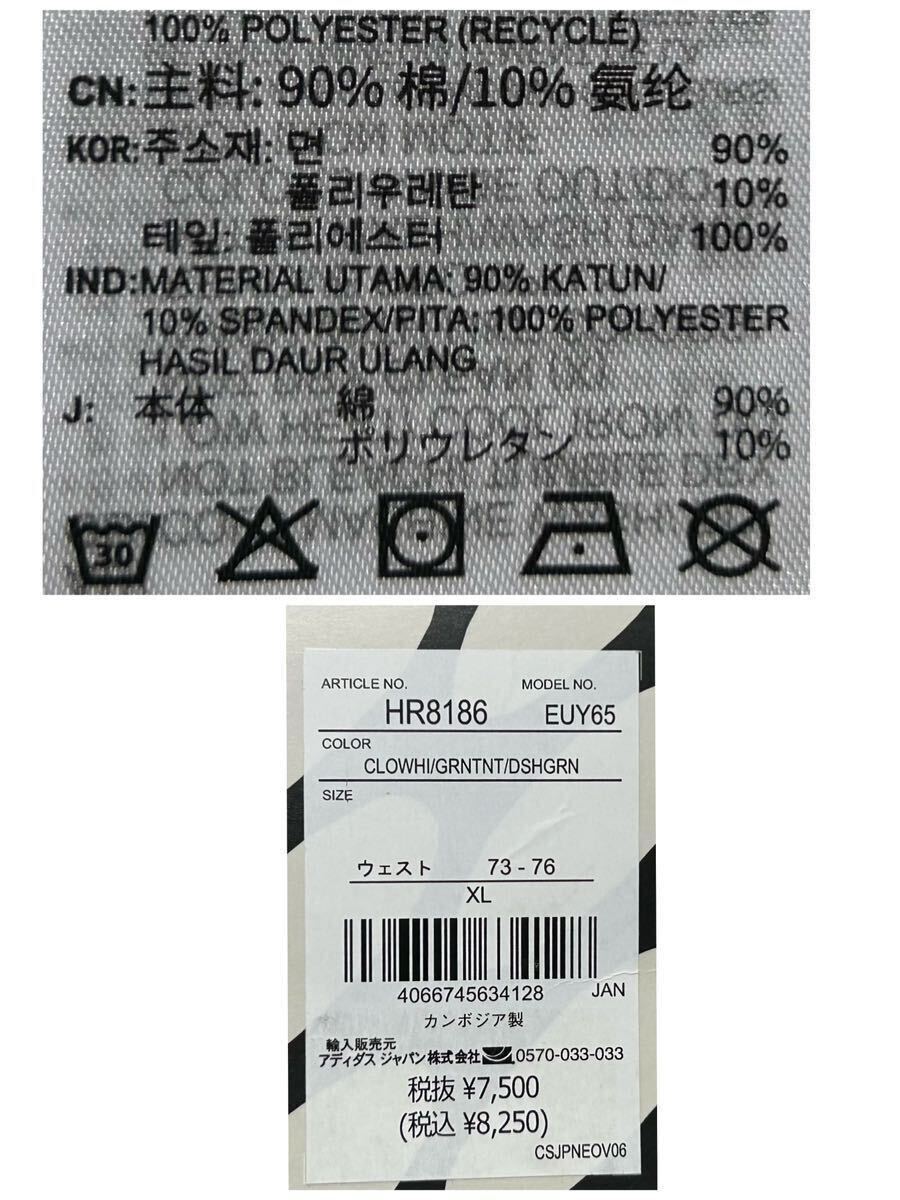 100% POLYESTER (RECYCLE)
CN:主料: 90% 棉/10% 氨纶
KOR:주소재: 면 90%
폴리우레탄 10%
테잎: 폴리에스터 100%
IND:MATERIAL UTAMA: 90% KATUN/
10% SPANDEX/PITA: 100% POLYESTER
HASIL DAUR ULANG
J: 本体 綿 90%
ポリウレタン 10%
30
ARTICLE NO. MODEL NO.
HR8186 EUY65
COLOR
CLOWHI/GRNTNT/DSHGRN
SIZE
ウェスト 73 - 76
XL
4066745634128 JAN
カンボジア製
輸入販売元
アディダス ジャパン株式会社 0570-033-033
税抜 ¥7,500
(税込 ¥8,250)
CSJPNEOV06